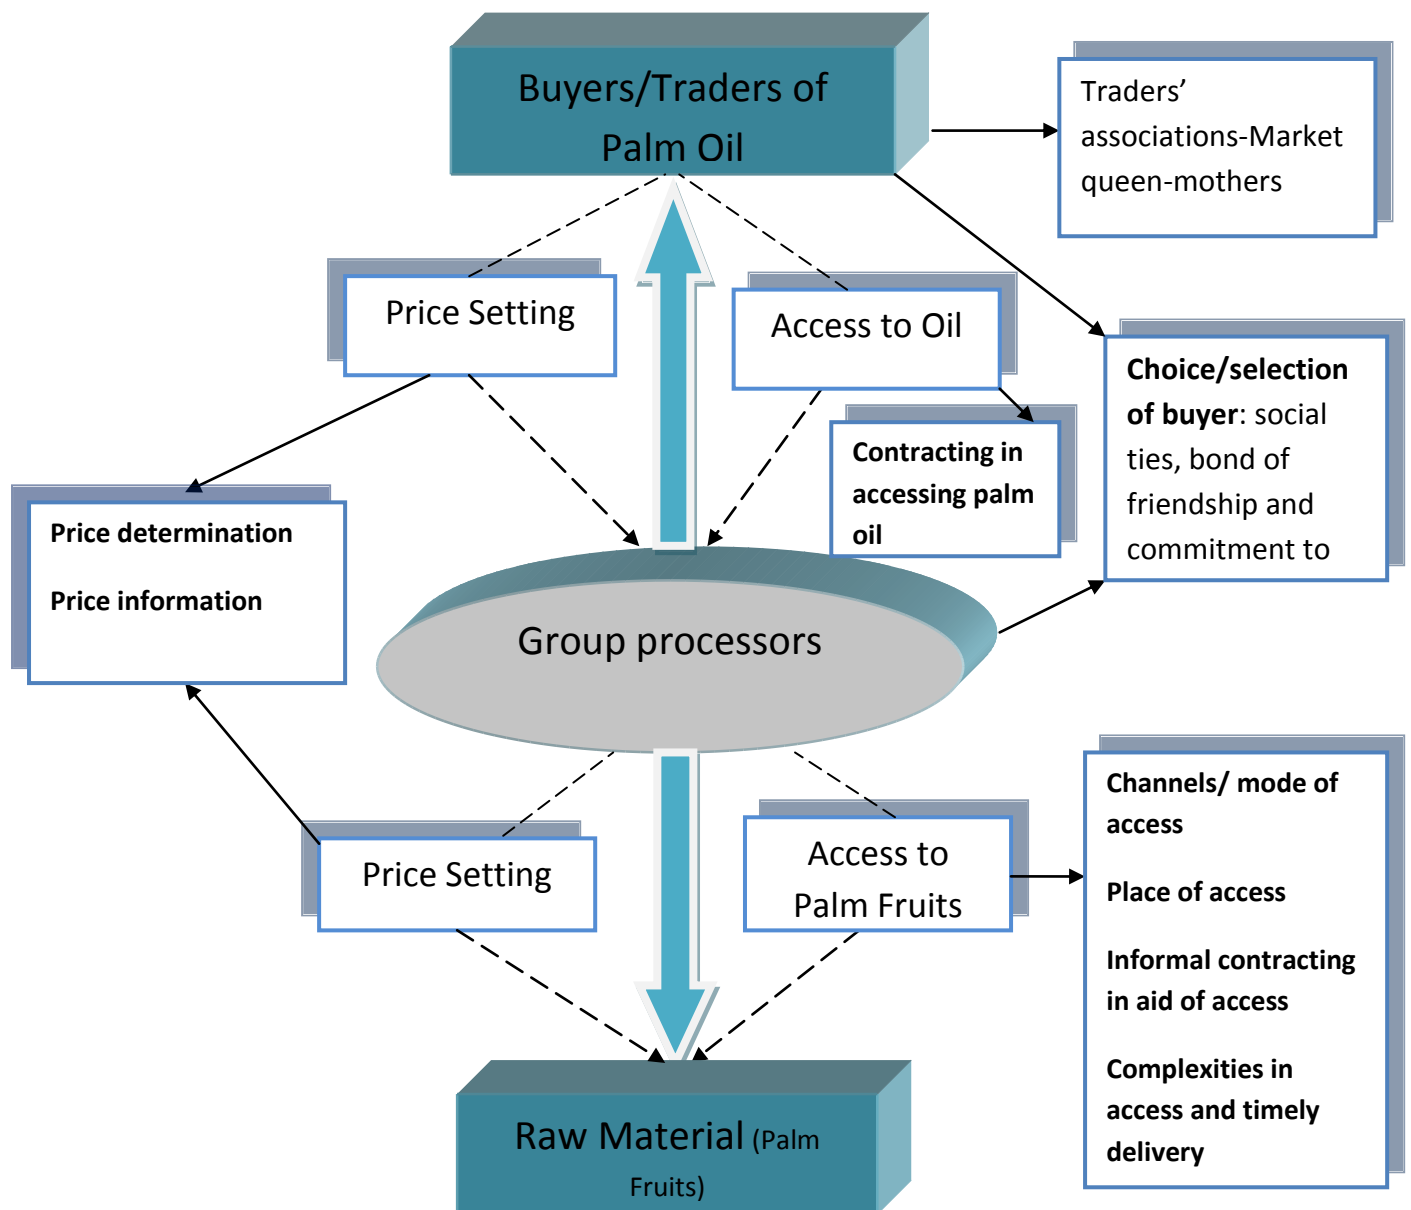 Buyers/Traders of
Palm Oil
Traders’
associations-Market
queen-mothers
Price Setting
Access to Oil
Choice/selection
of buyer: social
ties, bond of
friendship and
commitment to
Contracting in
accessing palm
oil
Price determination
Price information
Group processors
Price Setting
Access to
Palm Fruits
Channels/ mode of
access
Place of access
Informal contracting
in aid of access
Complexities in
access and timely
delivery
Raw Material (Palm
Fruits)